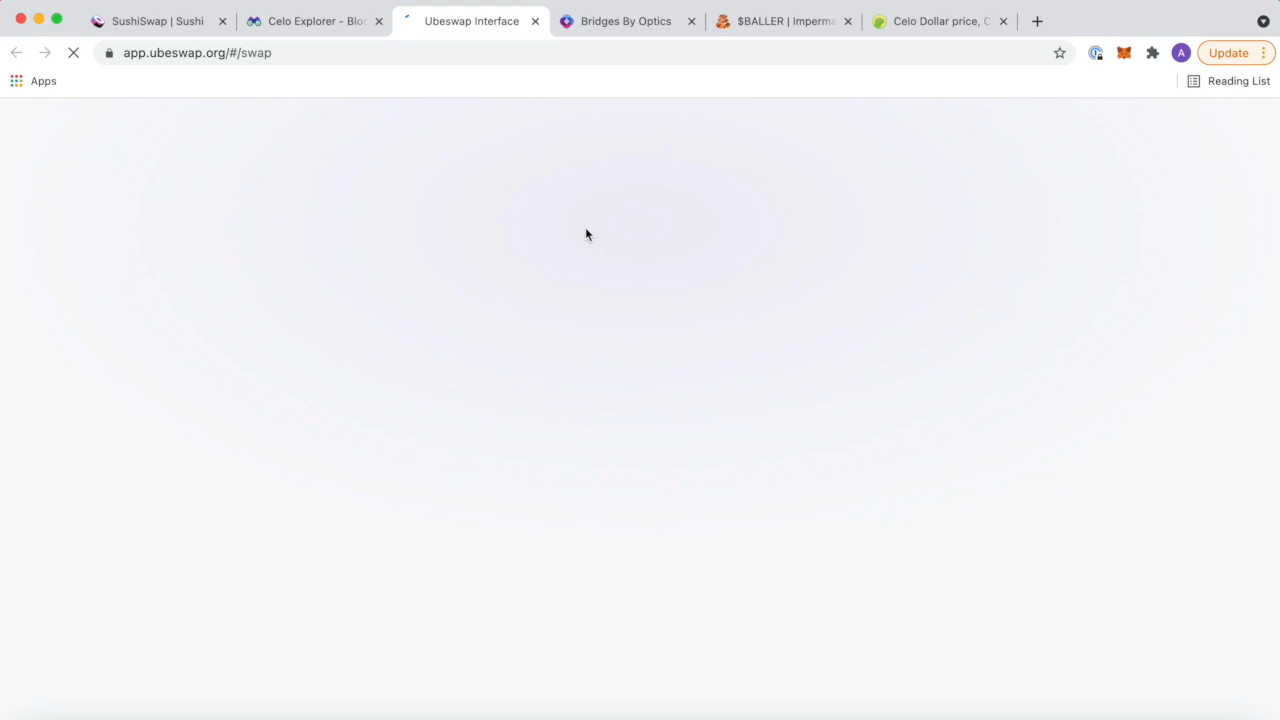 SushiSwap | Sushi
Celo Explorer - Bloc
Ubeswap Interface
Bridges By Optics
$BALLER | Imperma
Celo Dollar price, C
app.ubeswap.org/#/swap
A
Update
Apps
Reading List